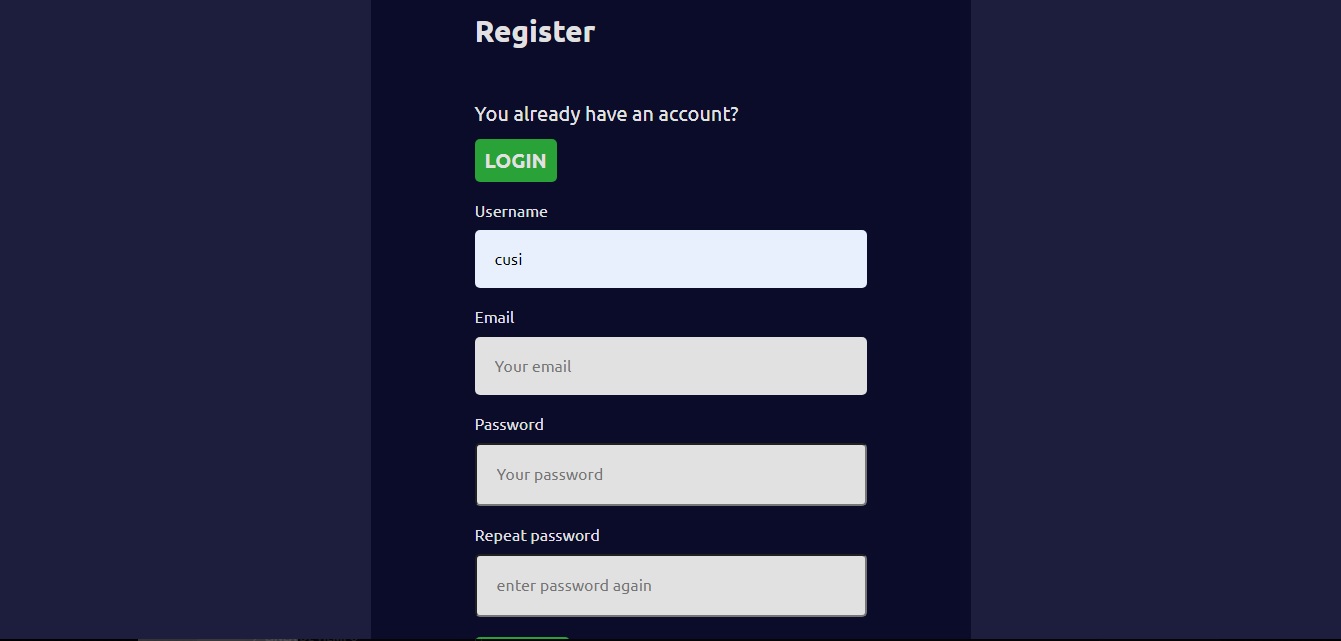 Register
You already have an account?
LOGIN
Username
cusi
Email
Your email
Password
Your password
Repeat password
enter password again